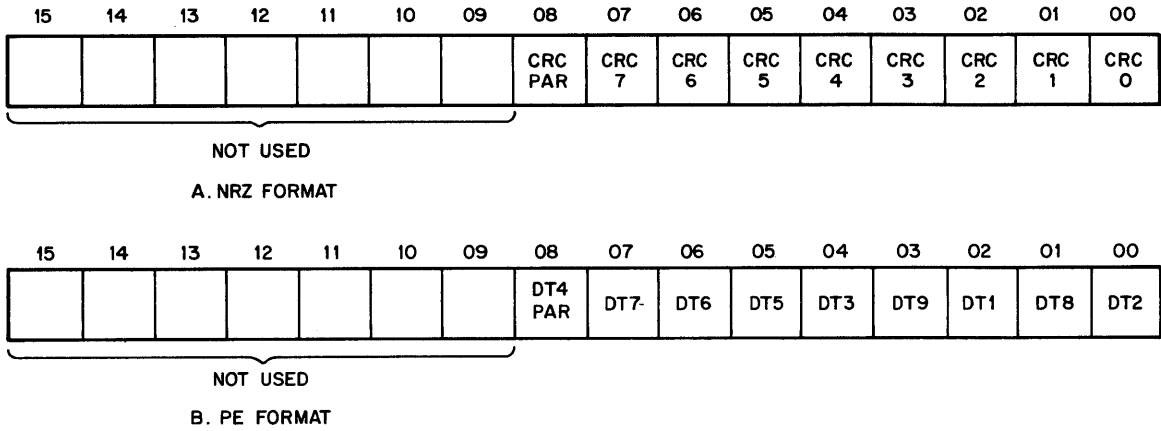 15 14 13 12 11 10 09 08 07 06 05 04 03 02 01 00
CRC PAR CRC 7 CRC 6 CRC 5 CRC 4 CRC 3 CRC 2 CRC 1 CRC 0
NOT USED
A. NRZ FORMAT
15 14 13 12 11 10 09 08 07 06 05 04 03 02 01 00
DT4 PAR DT7- DT6 DT5 DT3 DT9 DT1 DT8 DT2
NOT USED
B. PE FORMAT